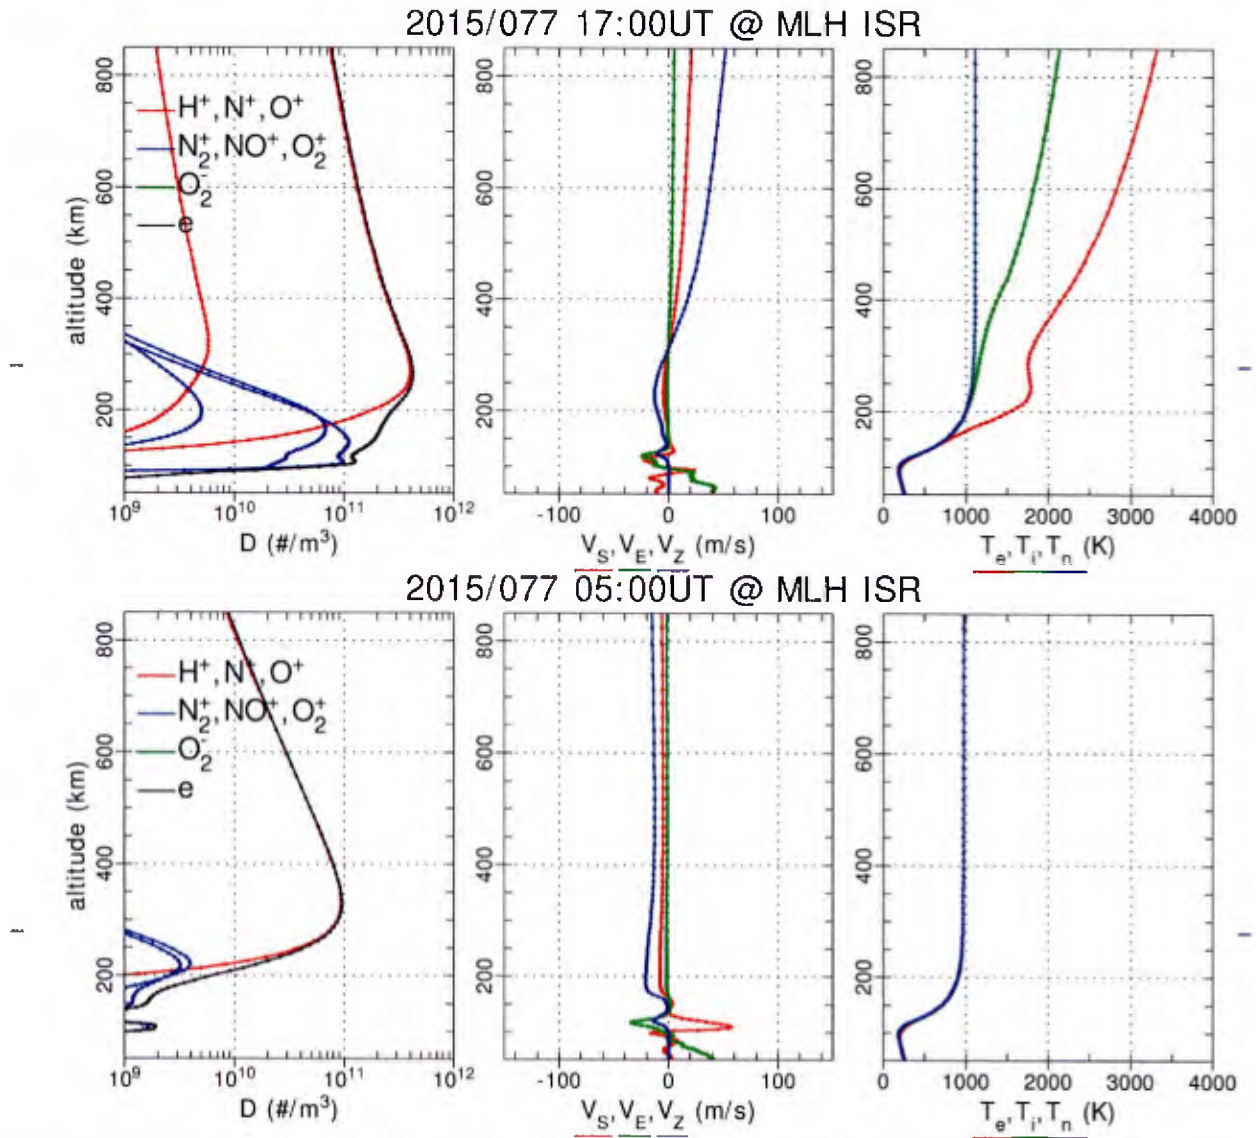 2015/077 17:00UT @ MLH ISR
altitude (km)
800
600
400
200
H⁺, N⁺, O⁺
N₂⁺, NO⁺, O₂⁺
O₂⁻
e
10⁹ 10¹⁰ 10¹¹ 10¹²
D (#/m³)
800
600
400
200
-100 0 100
V_S, V_E, V_Z (m/s)
800
600
400
200
0 1000 2000 3000 4000
T_e, T_i, T_n (K)
2015/077 05:00UT @ MLH ISR
altitude (km)
800
600
400
200
H⁺, N⁺, O⁺
N₂⁺, NO⁺, O₂⁺
O₂⁻
e
10⁹ 10¹⁰ 10¹¹ 10¹²
D (#/m³)
800
600
400
200
-100 0 100
V_S, V_E, V_Z (m/s)
800
600
400
200
0 1000 2000 3000 4000
T_e, T_i, T_n (K)